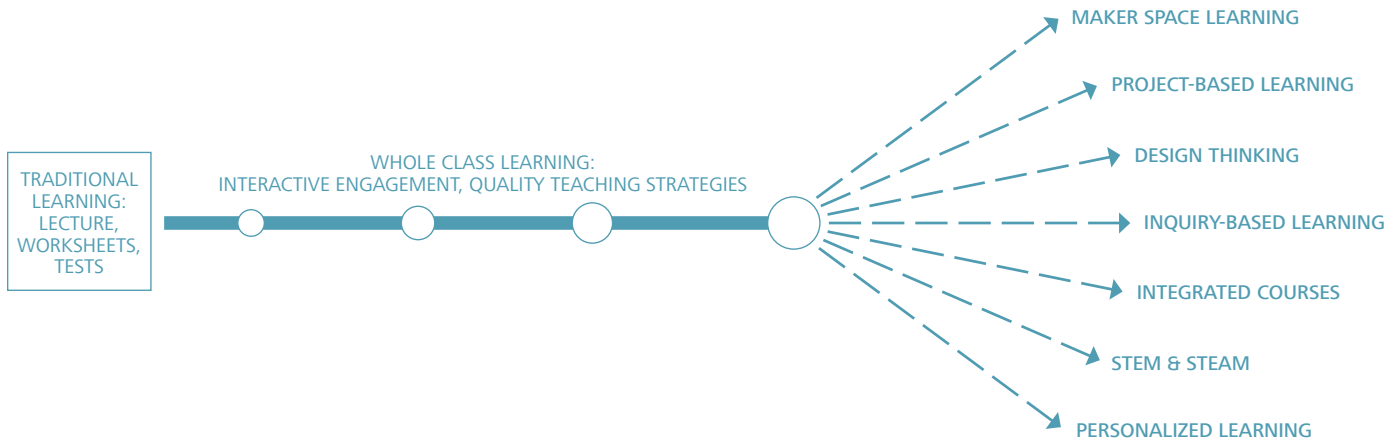 TRADITIONAL
LEARNING:
LECTURE,
WORKSHEETS,
TESTS
WHOLE CLASS LEARNING:
INTERACTIVE ENGAGEMENT, QUALITY TEACHING STRATEGIES
MAKER SPACE LEARNING
PROJECT-BASED LEARNING
DESIGN THINKING
INQUIRY-BASED LEARNING
INTEGRATED COURSES
STEM & STEAM
PERSONALIZED LEARNING